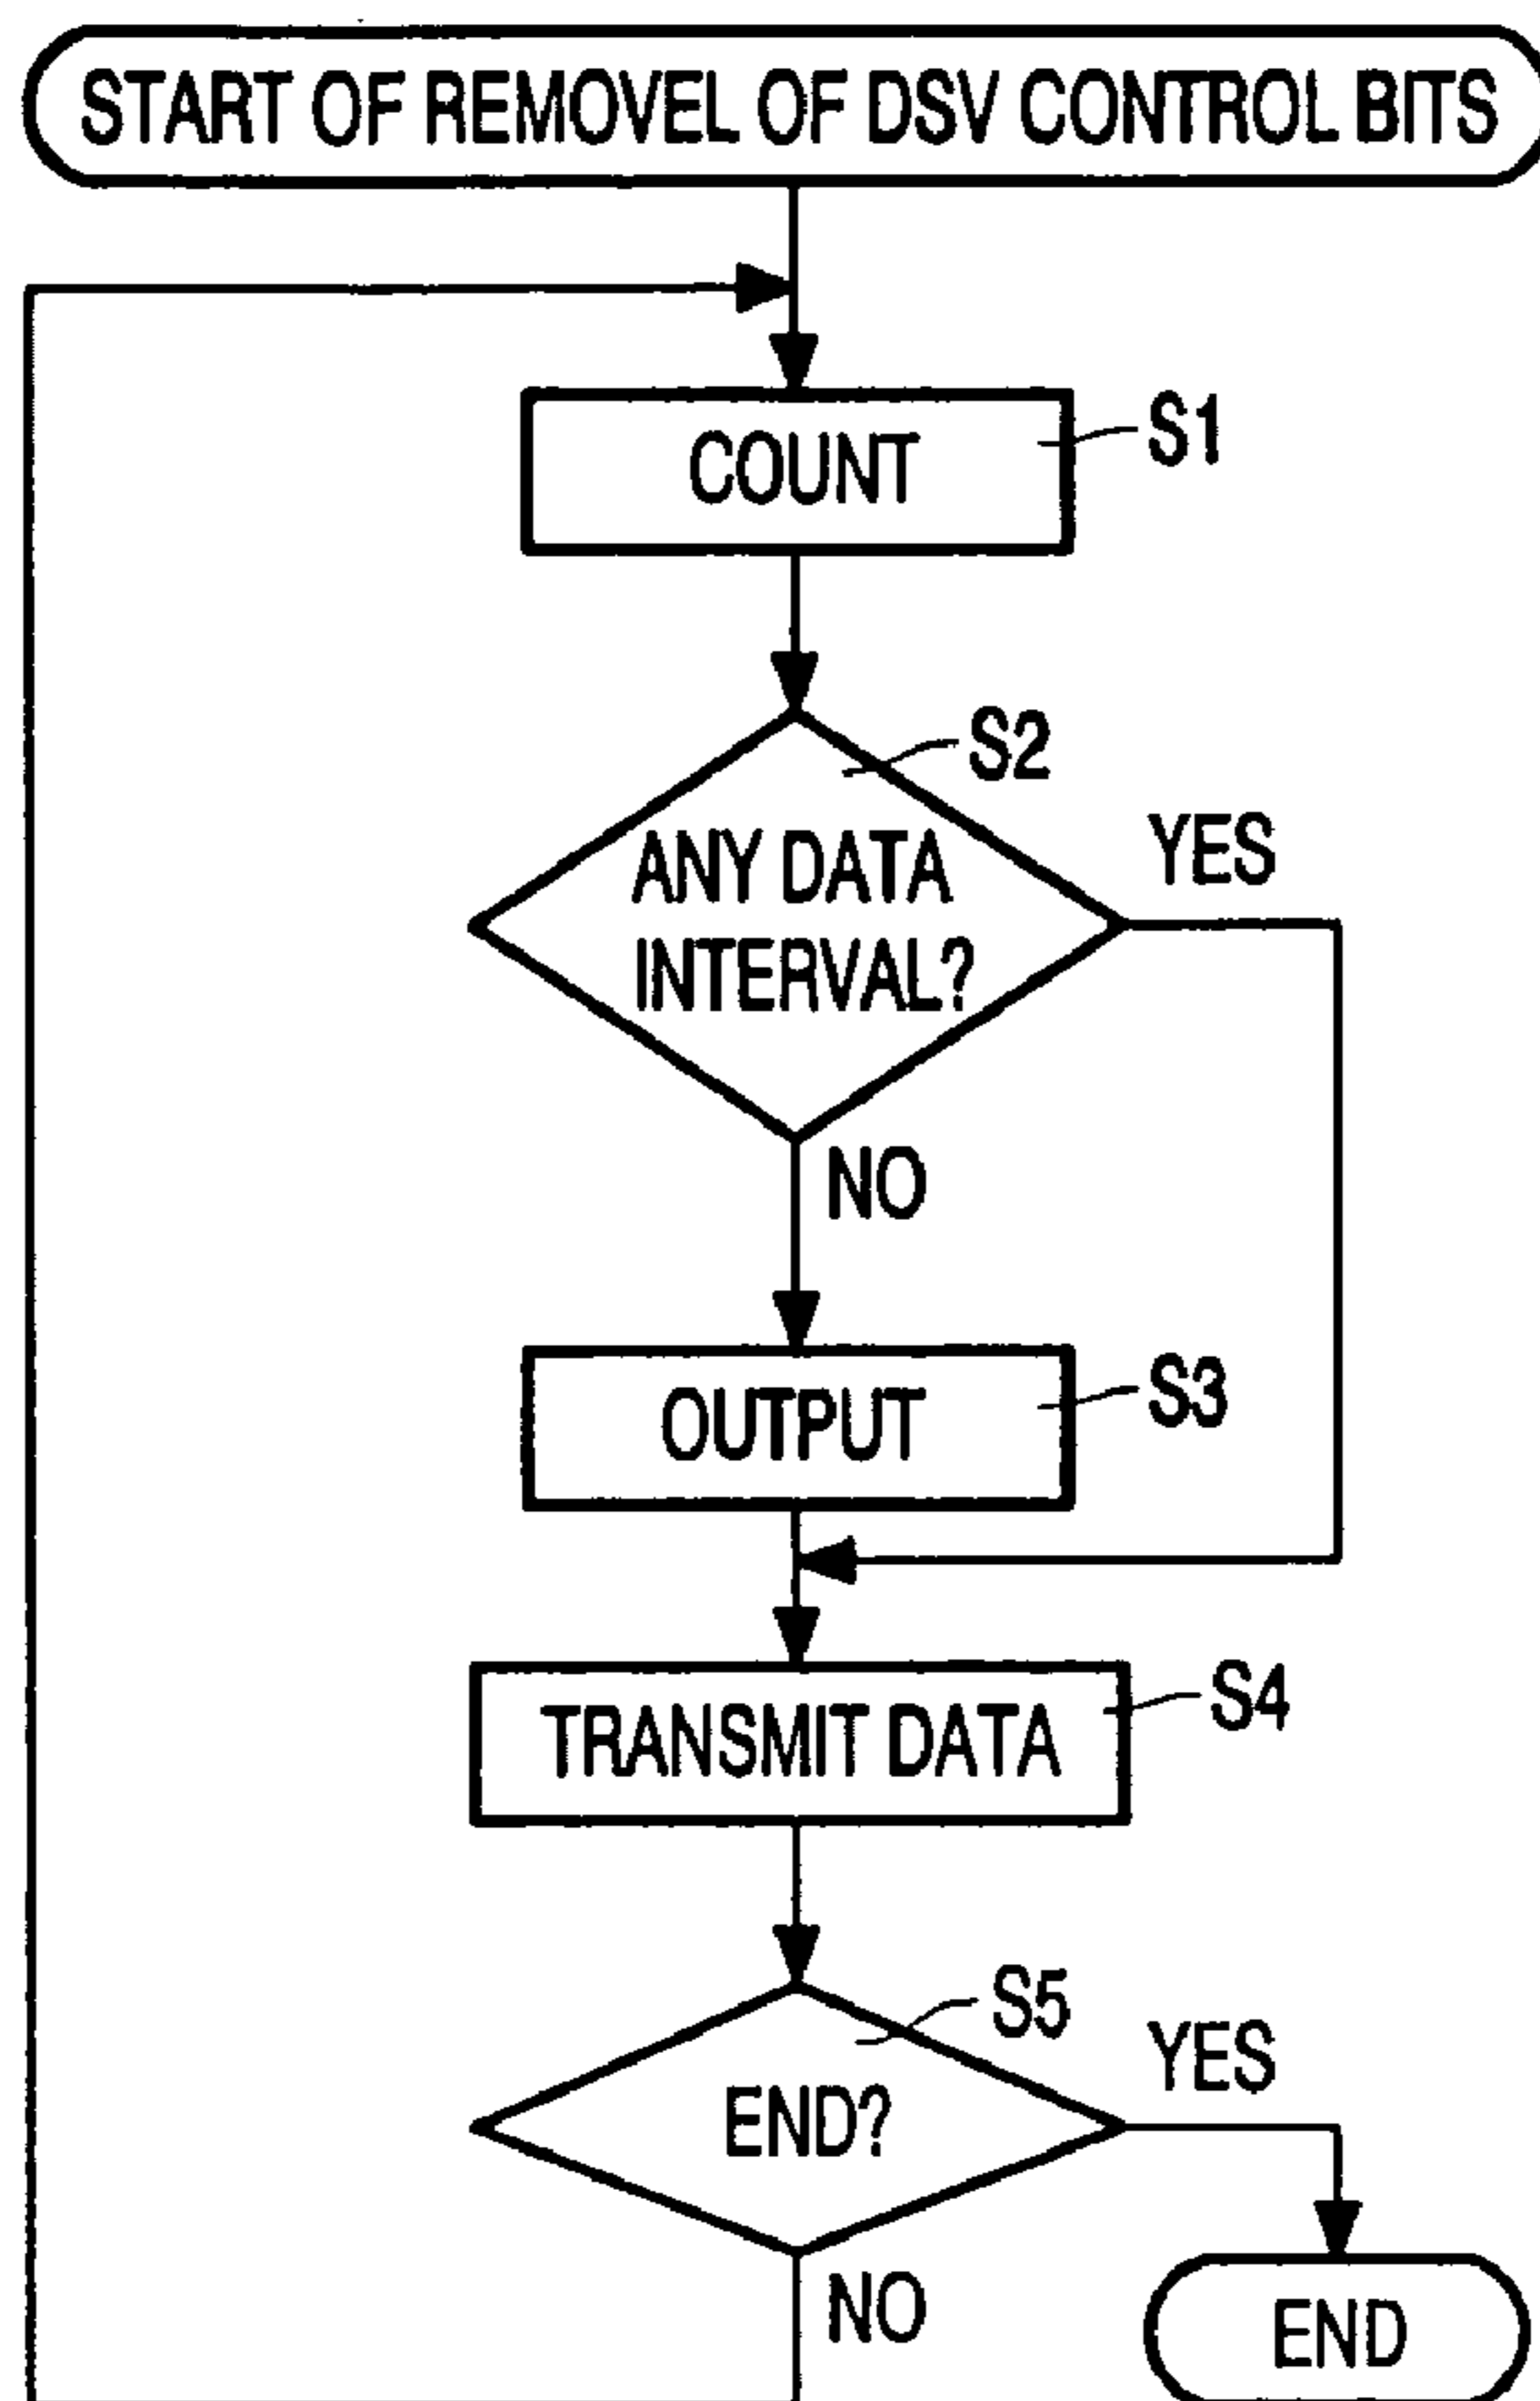 START OF REMOVEL OF DSV CONTROL BITS
COUNT
S1
S2
ANY DATA
INTERVAL?
YES
NO
OUTPUT
S3
TRANSMIT DATA
S4
S5
END?
YES
NO
END